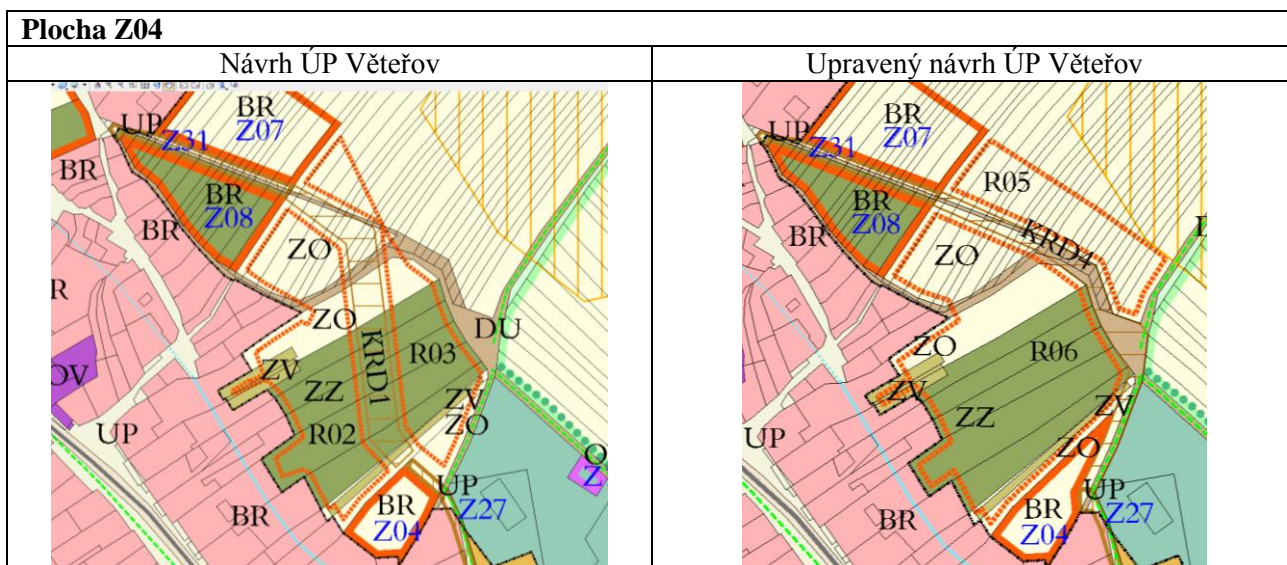 Plocha Z04
Návrh ÚP Věteřov
Upravený návrh ÚP Věteřov
BR
UP
Z07
Z31
BR
BR
Z08
BR
ZO
R
ZO
DU
KRD1
R03
OV
ZV
ZZ
ZV
ZO
R02
UP
O
Z
UP
BR
Z27
BR
Z04
BR
UP
Z07
Z31
R05
BR
BR
Z08
KRD4
ZO
ZO
R06
ZV
ZV
ZZ
UP
ZO
UP
BR
Z27
BR
Z04